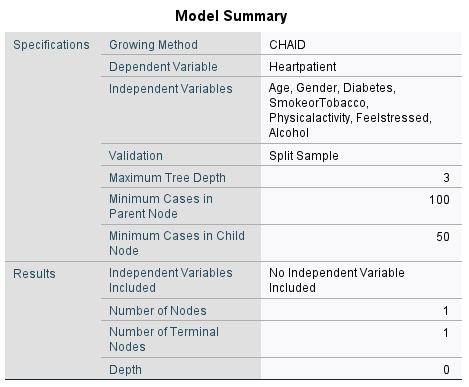 Model Summary
Specifications Growing Method CHAID
Dependent Variable Heartpatient
Independent Variables Age, Gender, Diabetes,
SmokeorTobacco,
Physicalactivity, Feelstressed,
Alcohol
Validation Split Sample
Maximum Tree Depth 3
Minimum Cases in
Parent Node 100
Minimum Cases in Child
Node 50
Results Independent Variables
Included No Independent Variable
Included
Number of Nodes 1
Number of Terminal
Nodes 1
Depth 0